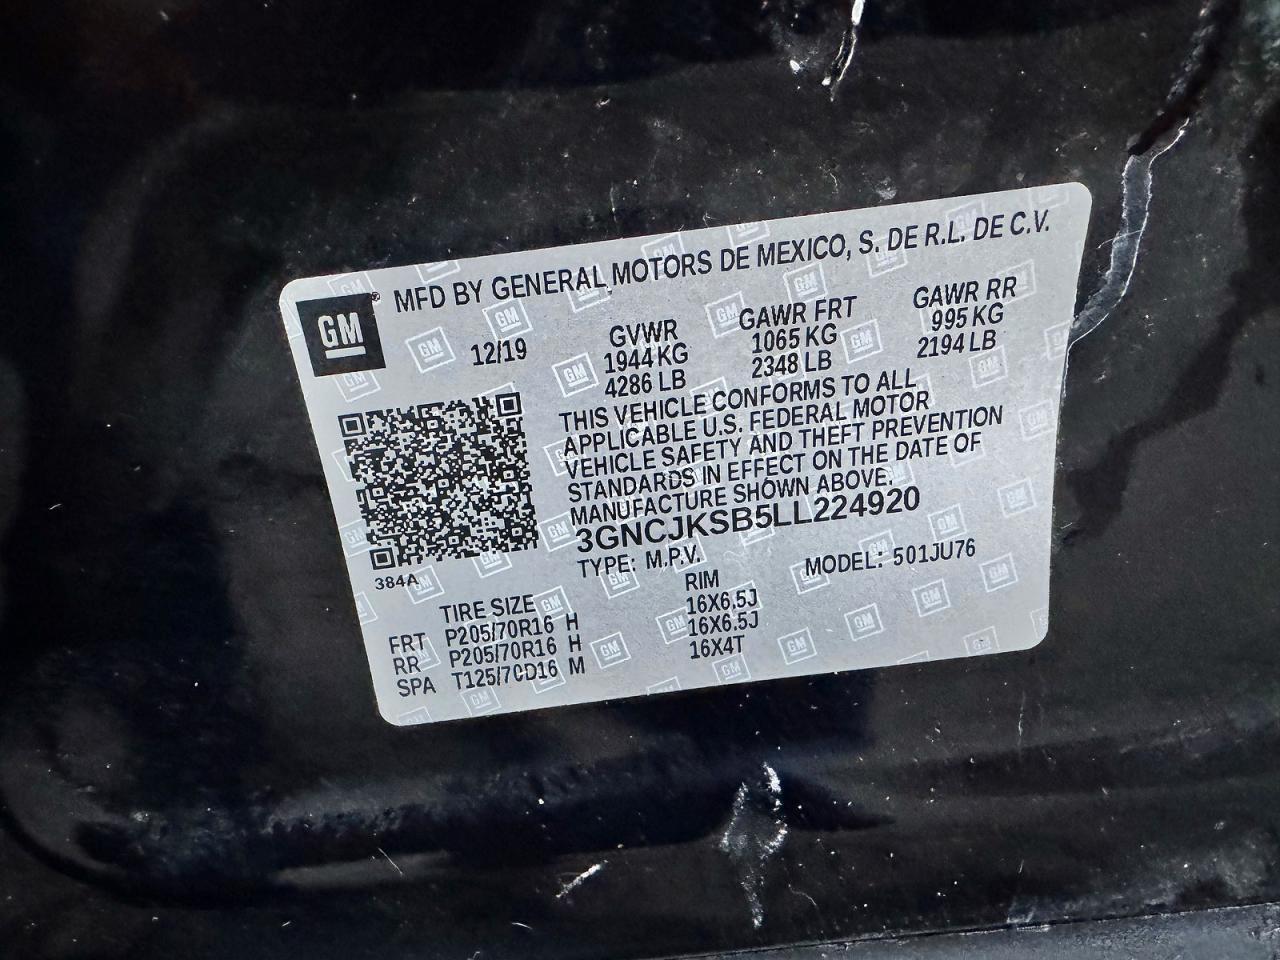 MFD BY GENERAL MOTORS DE MEXICO, S. DE R.L. DE C.V.
GM®
12/19
GVWR GAWR FRT GAWR RR
1944 KG 1065 KG 995 KG
4286 LB 2348 LB 2194 LB
THIS VEHICLE CONFORMS TO ALL
APPLICABLE U.S. FEDERAL MOTOR
VEHICLE SAFETY AND THEFT PREVENTION
STANDARDS IN EFFECT ON THE DATE OF
MANUFACTURE SHOWN ABOVE.
3GNCJKSB5LL224920
TYPE: M.P.V. MODEL: 501JU76
384A
TIRE SIZE RIM
FRT P205/70R16 H 16X6.5J
RR P205/70R16 H 16X6.5J
SPA T125/70D16 M 16X4T